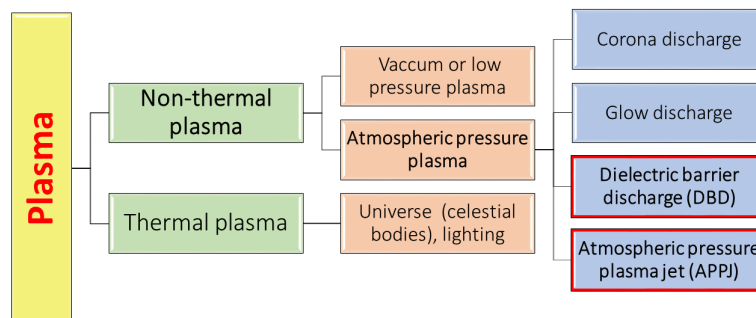 Plasma
Non-thermal
plasma
Thermal plasma
Vaccum or low
pressure plasma
Atmospheric pressure
plasma
Universe (celestial
bodies), lighting
Corona discharge
Glow discharge
Dielectric barrier
discharge (DBD)
Atmospheric pressure
plasma jet (APPJ)